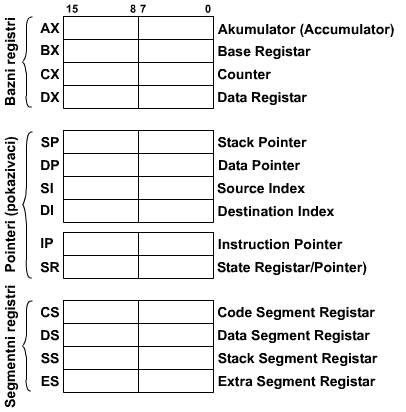 15 8 7 0
Bazni registri
AX Akumulator (Accumulator)
BX Base Registar
CX Counter
DX Data Registar
Pointeri (pokazivaci)
SP Stack Pointer
DP Data Pointer
SI Source Index
DI Destination Index
IP Instruction Pointer
SR State Registar/Pointer)
Segmentni registri
CS Code Segment Registar
DS Data Segment Registar
SS Stack Segment Registar
ES Extra Segment Registar